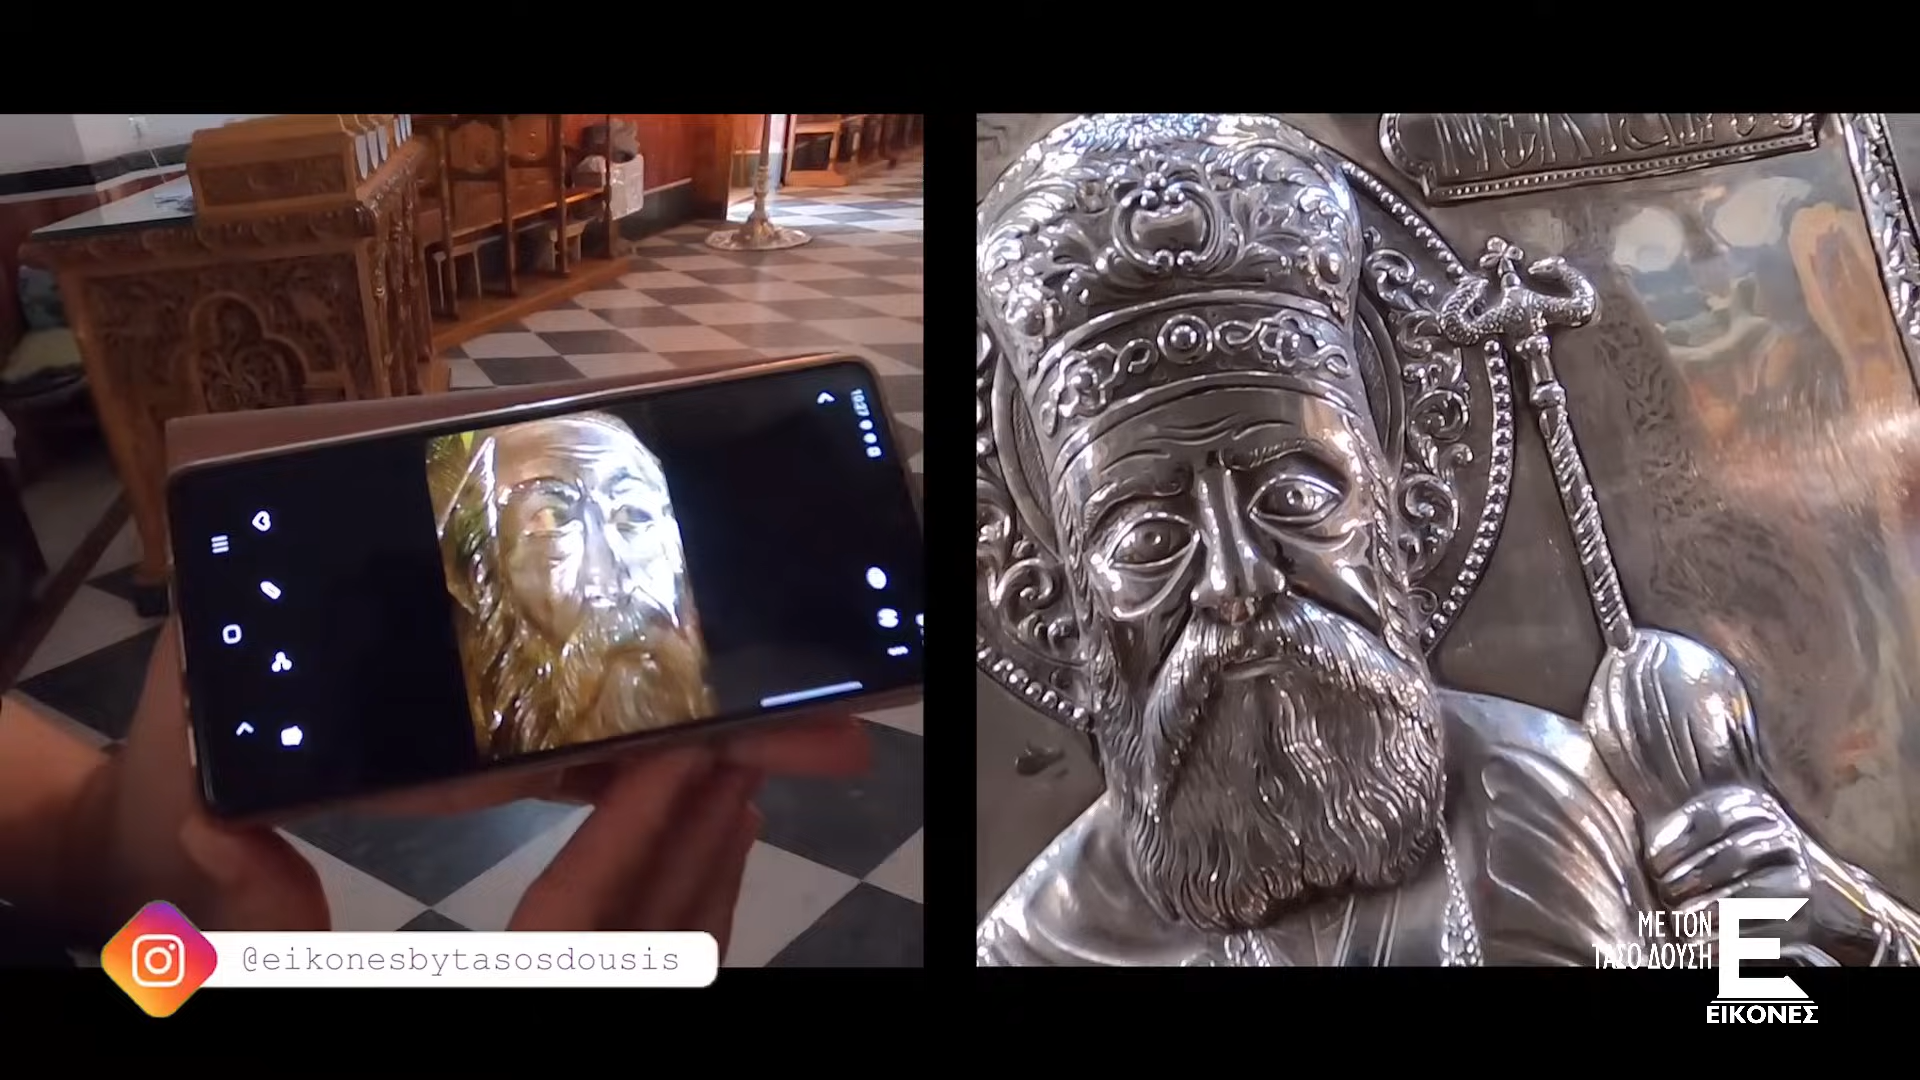 @eikonesbytasosdousis
ΜΕ ΤΟΝ
ΤΑΣΟ ΔΟΥΣΗ
Ε
ΕΙΚΟΝΕΣ